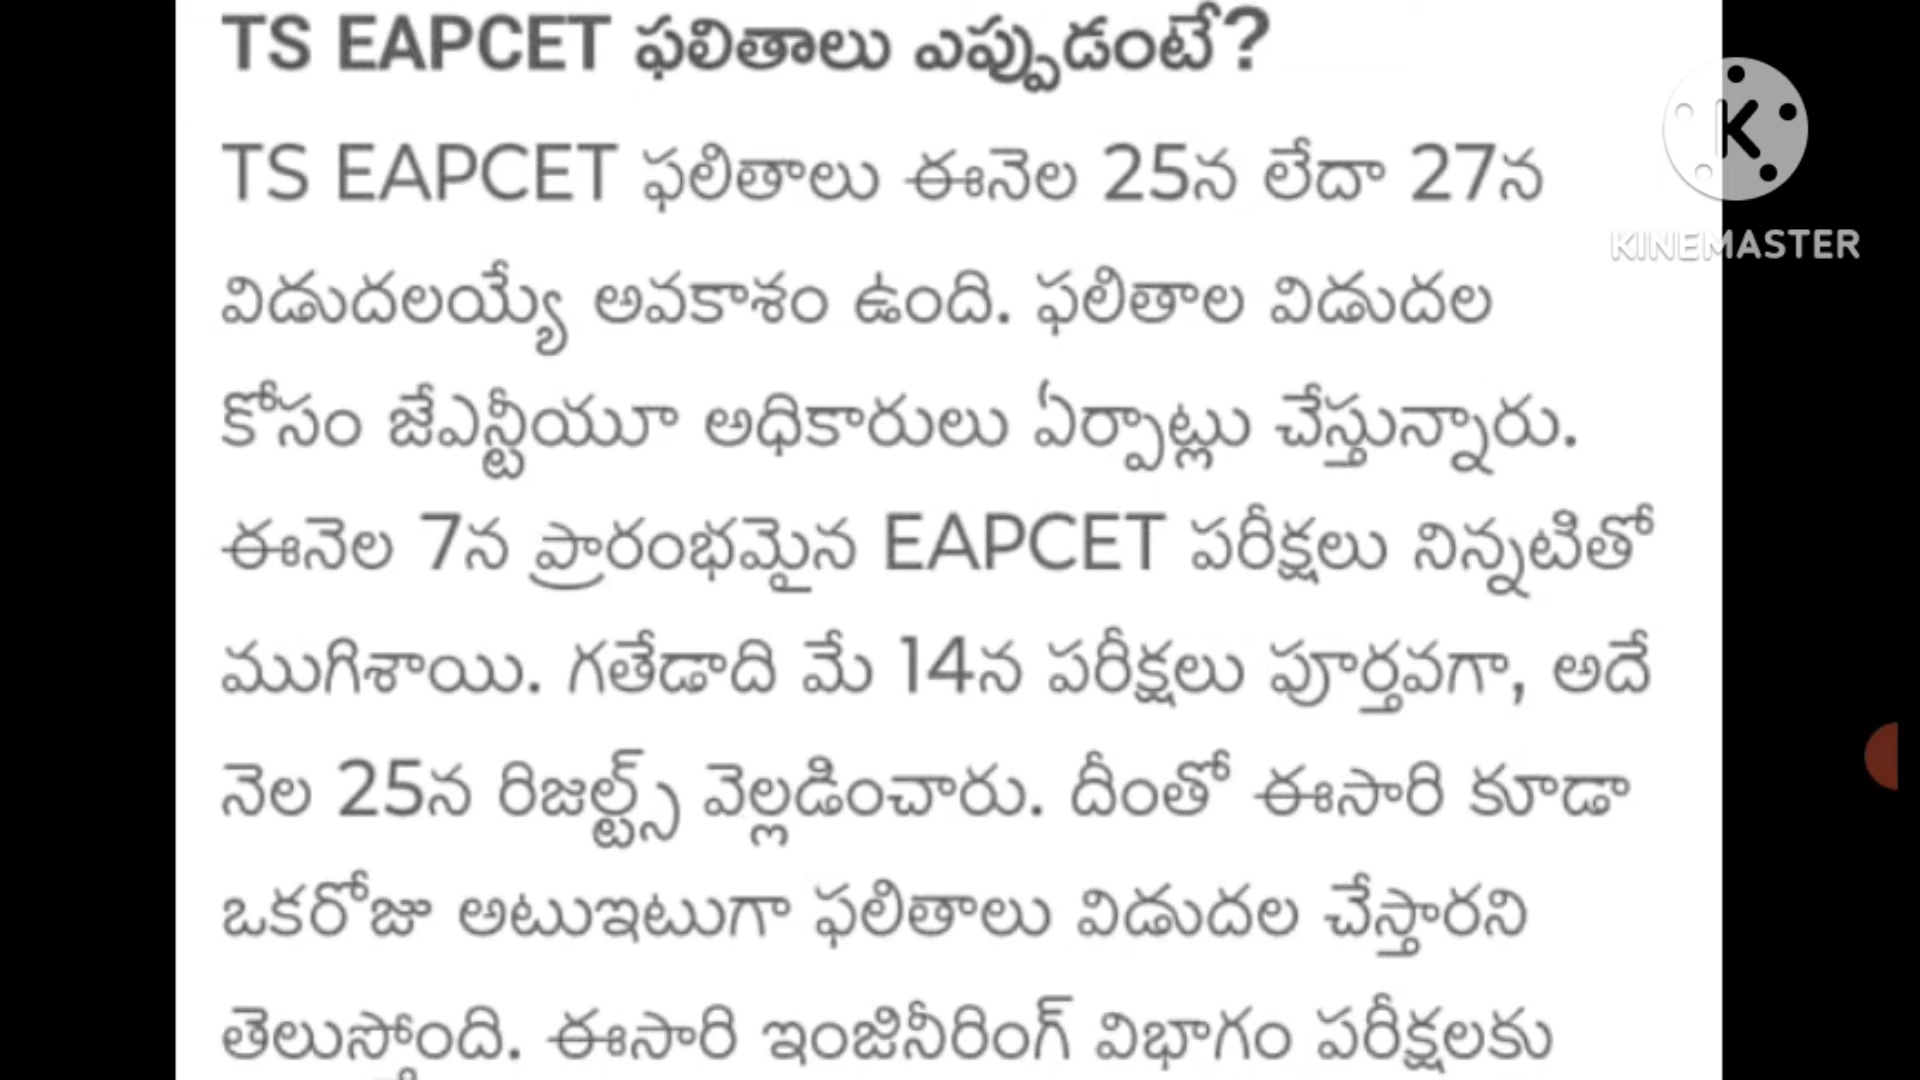 TS EAPCET ఫలితాలు ఎప్పుడంటే?
TS EAPCET ఫలితాలు ఈనెల 25న లేదా 27న
విడుదలయ్యే అవకాశం ఉంది. ఫలితాల విడుదల
కోసం జేఎన్టీయూ అధికారులు ఏర్పాట్లు చేస్తున్నారు.
ఈనెల 7న ప్రారంభమైన EAPCET పరీక్షలు నిన్నటితో
ముగిశాయి. గతేడాది మే 14న పరీక్షలు పూర్తవగా, అదే
నెల 25న రిజల్ట్స్ వెల్లడించారు. దీంతో ఈసారి కూడా
ఒకరోజు అటుఇటుగా ఫలితాలు విడుదల చేస్తారని
తెలుస్తోంది. ఈసారి ఇంజినీరింగ్ విభాగం పరీక్షలకు
K
KINEMASTER